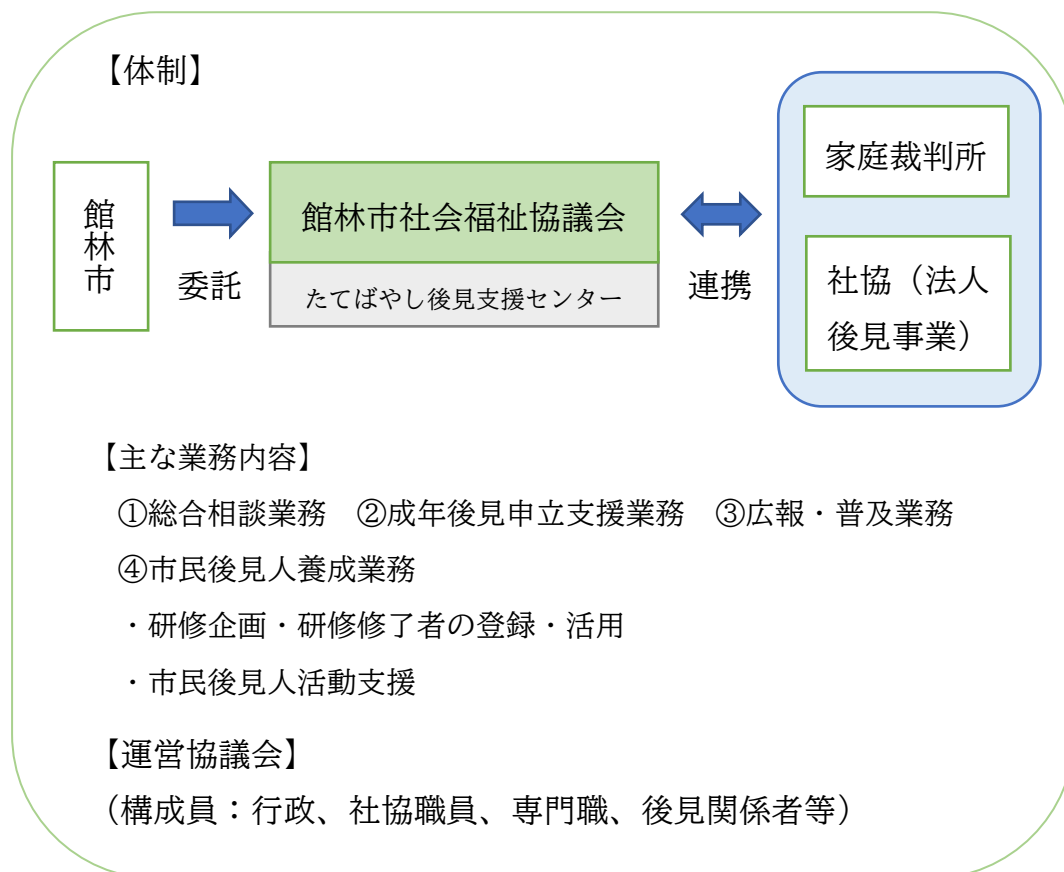 【体制】
館林市
委託
館林市社会福祉協議会
たてばやし後見支援センター
連携
家庭裁判所
社協（法人
後見事業）
【主な業務内容】
①総合相談業務　②成年後見申立支援業務　③広報・普及業務
④市民後見人養成業務
・研修企画・研修修了者の登録・活用
・市民後見人活動支援
【運営協議会】
（構成員：行政、社協職員、専門職、後見関係者等）